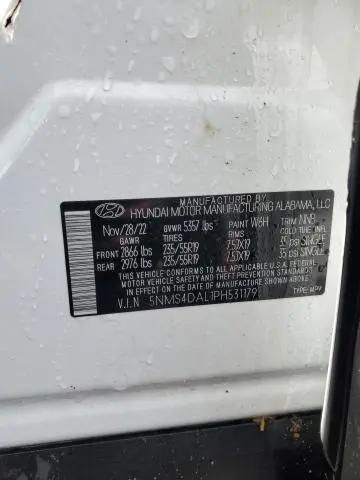 MANUFACTURED BY
HYUNDAI MOTOR MANUFACTURING ALABAMA, LLC
Nov/28/22 GVWR 5357 lbs PAINT W6H TRIM NNB
GAWR TIRES RIMS COLD TIRE INFL.
FRONT 2866 lbs 235/55R19 7.5JX19 35 psi SINGLE
REAR 2976 lbs 235/55R19 7.5JX19 35 psi SINGLE
THIS VEHICLE CONFORMS TO ALL APPLICABLE FEDERAL
MOTOR VEHICLE SAFETY, BUMPER, AND THEFT PREVENTION
STANDARDS IN EFFECT ON THE DATE OF MANUFACTURE SHOWN ABOVE.
V.I.N 5NMS4DAL1PH531179 TYPE: MPV